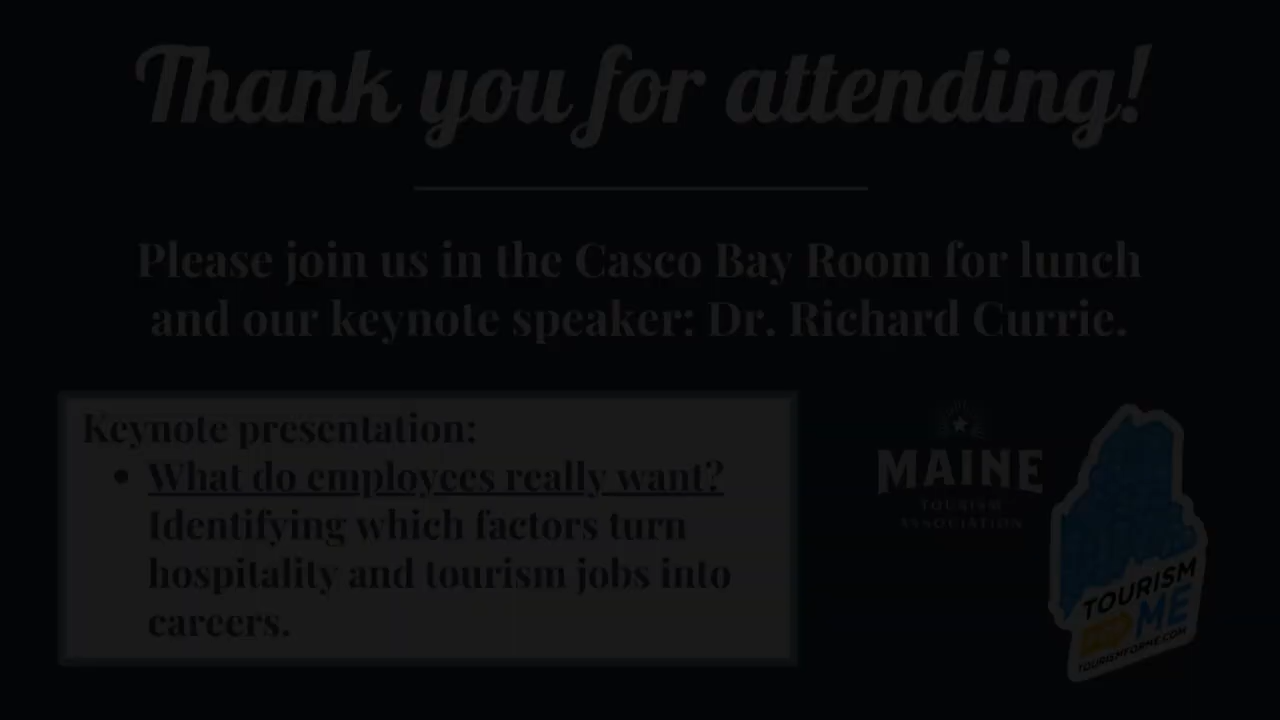 Thank you for attending!
Please join us in the Casco Bay Room for lunch
and our keynote speaker: Dr. Richard Currie.
Keynote presentation:
• What do employees really want?
Identifying which factors turn
hospitality and tourism jobs into
careers.
MAINE
TOURISM
ASSOCIATION
TOURISM
ME
TOURISMFORME.COM